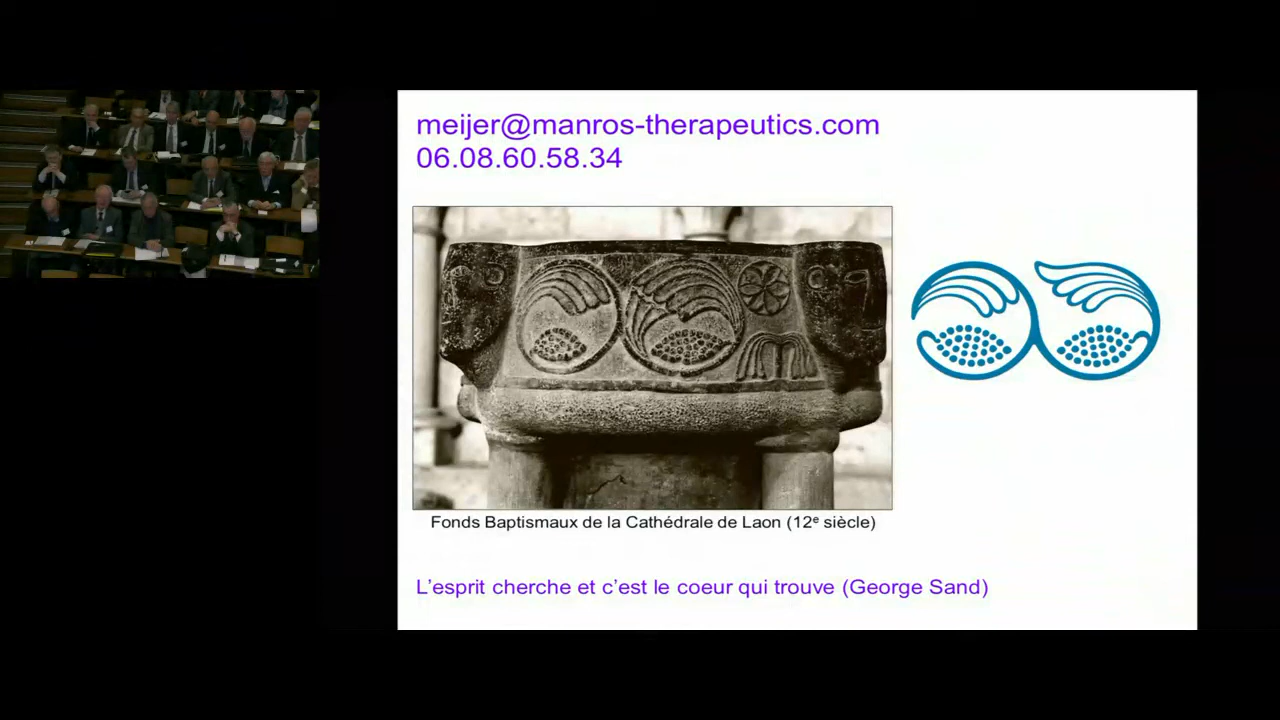 meijer@manros-therapeutics.com
06.08.60.58.34
Fonds Baptismaux de la Cathédrale de Laon (12e siècle)
L’esprit cherche et c’est le coeur qui trouve (George Sand)